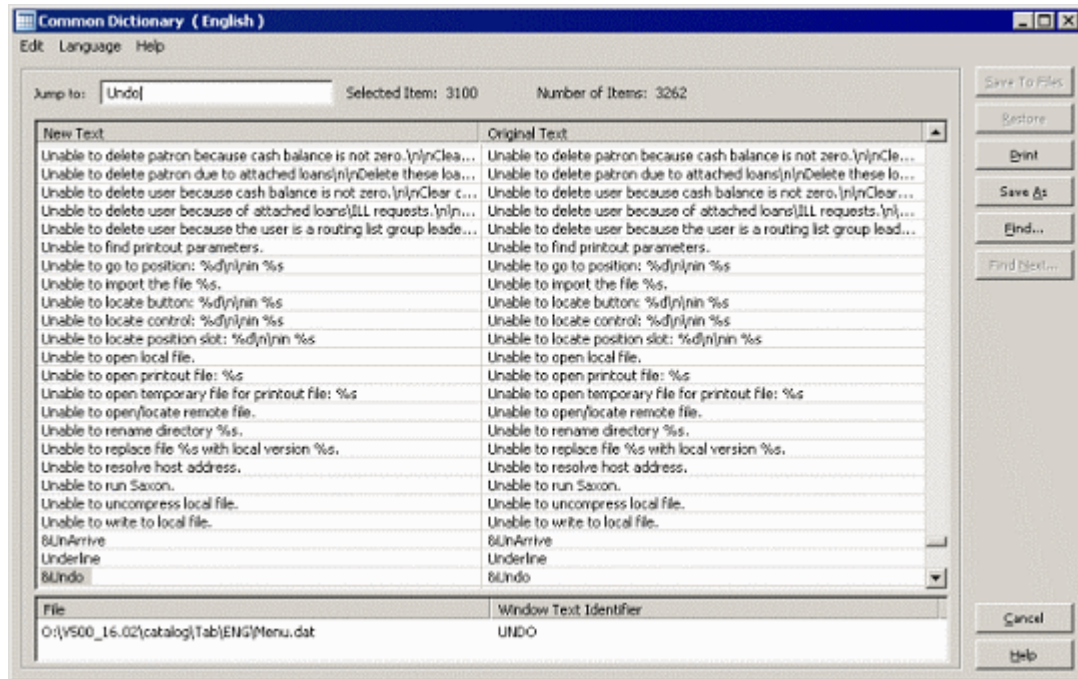 Common Dictionary ( English )
Edit Language Help
Jump to: Undo Selected Item: 3100 Number of Items: 3262
Save To Files
Restore
Print
Save As
Find...
Find Next...
New Text Original Text
Unable to delete patron because cash balance is not zero.\n\nClea... Unable to delete patron because cash balance is not zero.\n\nCle...
Unable to delete patron due to attached loans\n\nDelete these loa... Unable to delete patron due to attached loans\n\nDelete these lo...
Unable to delete user because cash balance is not zero.\n\nClear c... Unable to delete user because cash balance is not zero.\n\nClear...
Unable to delete user because of attached loans\ILL requests.\n\n... Unable to delete user because of attached loans\ILL requests.\n\...
Unable to delete user because the user is a routing list group leade... Unable to delete user because the user is a routing list group lead...
Unable to find printout parameters. Unable to find printout parameters.
Unable to go to position: %d\n\nin %s Unable to go to position: %d\n\nin %s
Unable to import the file %s. Unable to import the file %s.
Unable to locate button: %d\n\nin %s Unable to locate button: %d\n\nin %s
Unable to locate control: %d\n\nin %s Unable to locate control: %d\n\nin %s
Unable to locate position slot: %d\n\nin %s Unable to locate position slot: %d\n\nin %s
Unable to open local file. Unable to open local file.
Unable to open printout file: %s Unable to open printout file: %s
Unable to open temporary file for printout file: %s Unable to open temporary file for printout file: %s
Unable to open/locate remote file. Unable to open/locate remote file.
Unable to rename directory %s. Unable to rename directory %s.
Unable to replace file %s with local version %s. Unable to replace file %s with local version %s.
Unable to resolve host address. Unable to resolve host address.
Unable to run Saxon. Unable to run Saxon.
Unable to uncompress local file. Unable to uncompress local file.
Unable to write to local file. Unable to write to local file.
&UnArrive &UnArrive
Underline Underline
&Undo &Undo
File Window Text Identifier
O:\V500_16.02\catalog\Tab\ENG\Menu.dat UNDO
Cancel
Help